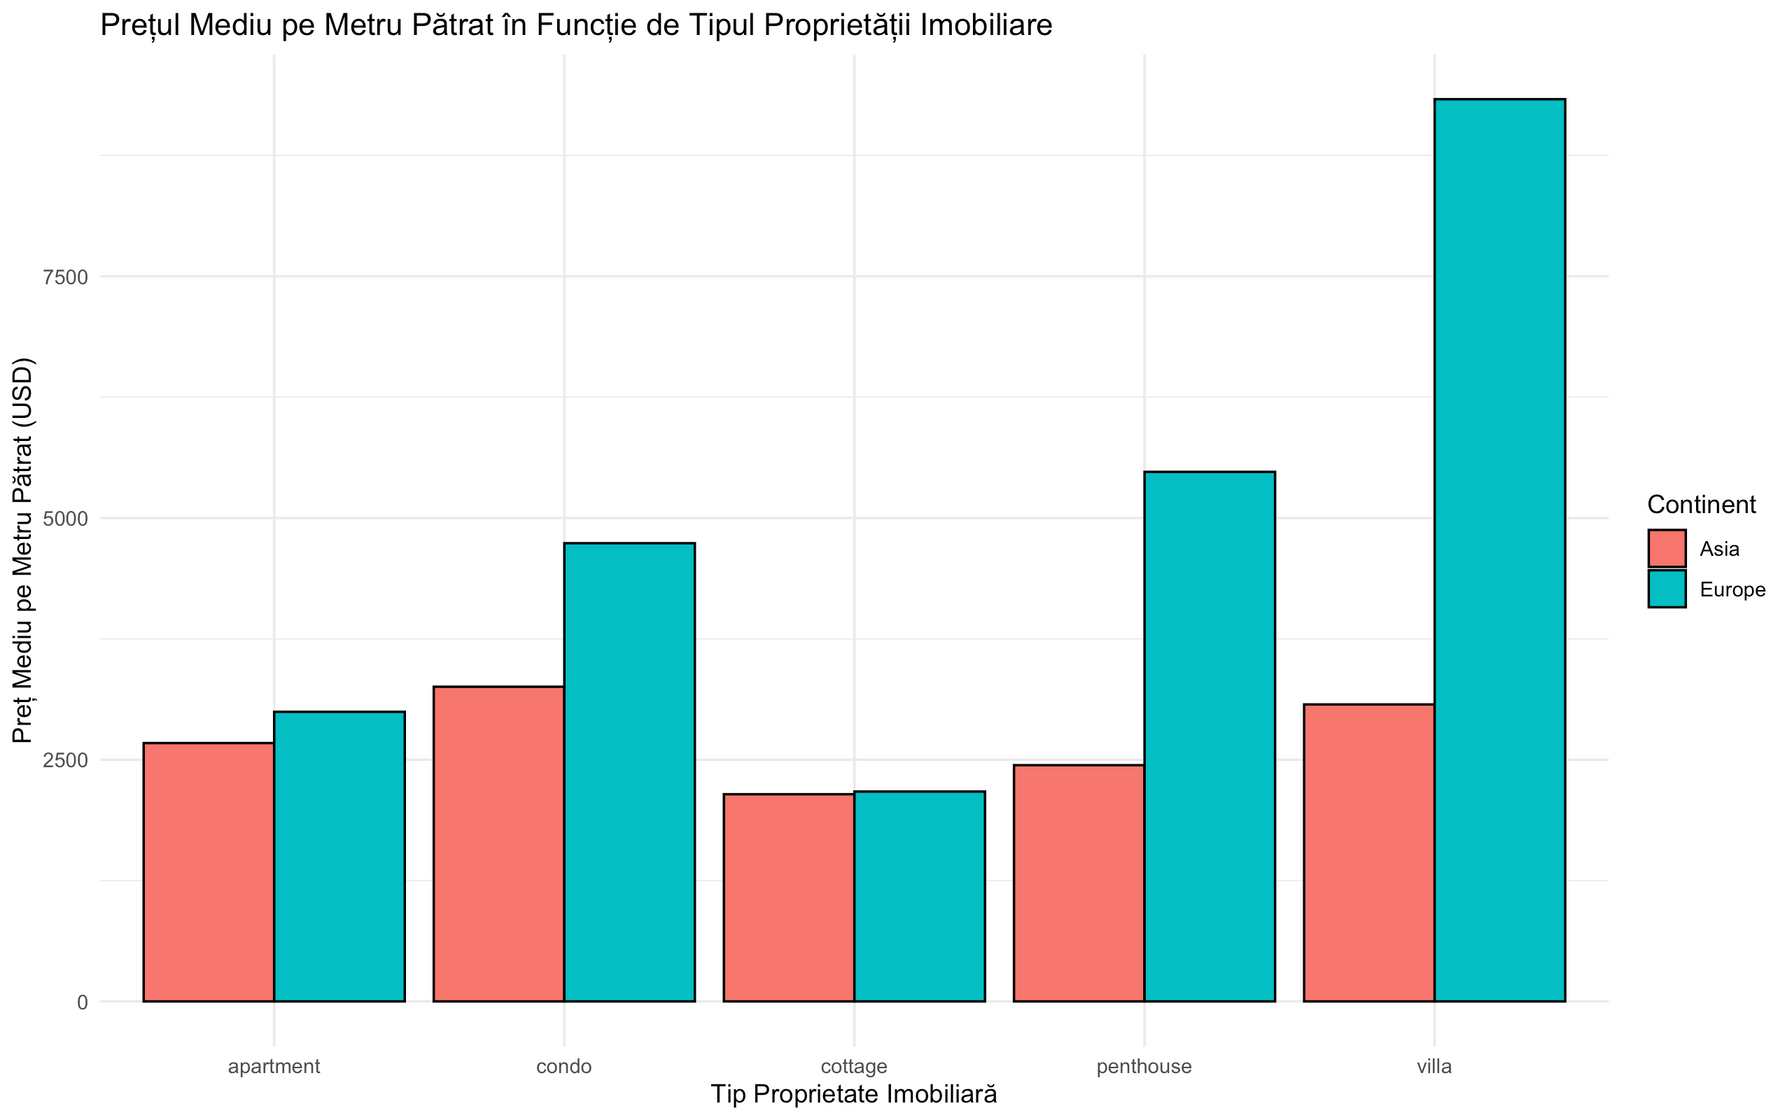 Prețul Mediu pe Metru Pătrat în Funcție de Tipul Proprietății Imobiliare
Preț Mediu pe Metru Pătrat (USD)
7500
5000
2500
0
apartment
condo
cottage
penthouse
villa
Tip Proprietate Imobiliară
Continent
Asia
Europe